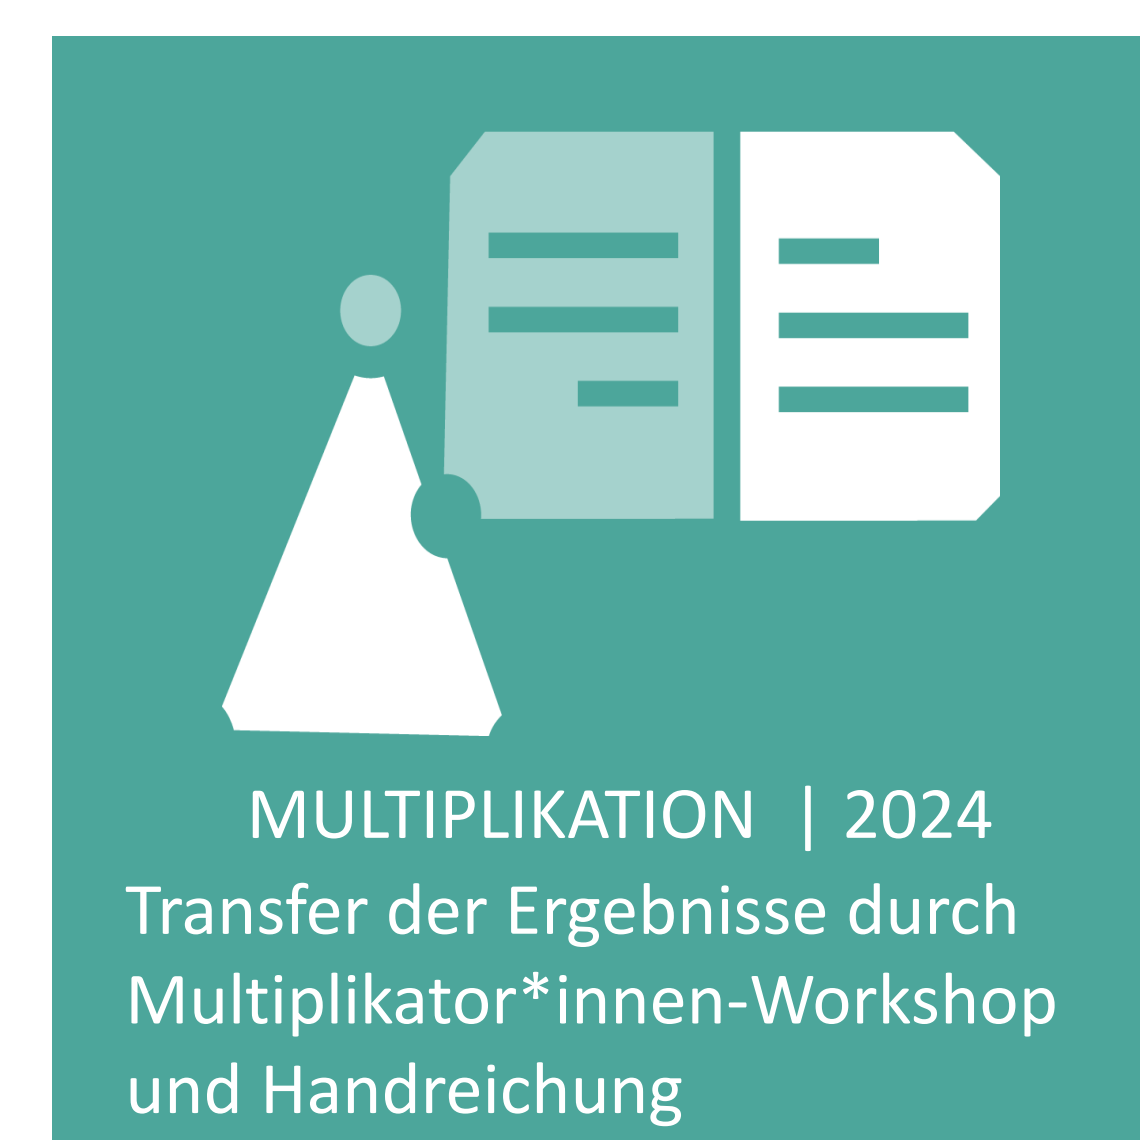 MULTIPLIKATION | 2024
Transfer der Ergebnisse durch
Multiplikator*innen-Workshop
und Handreichung